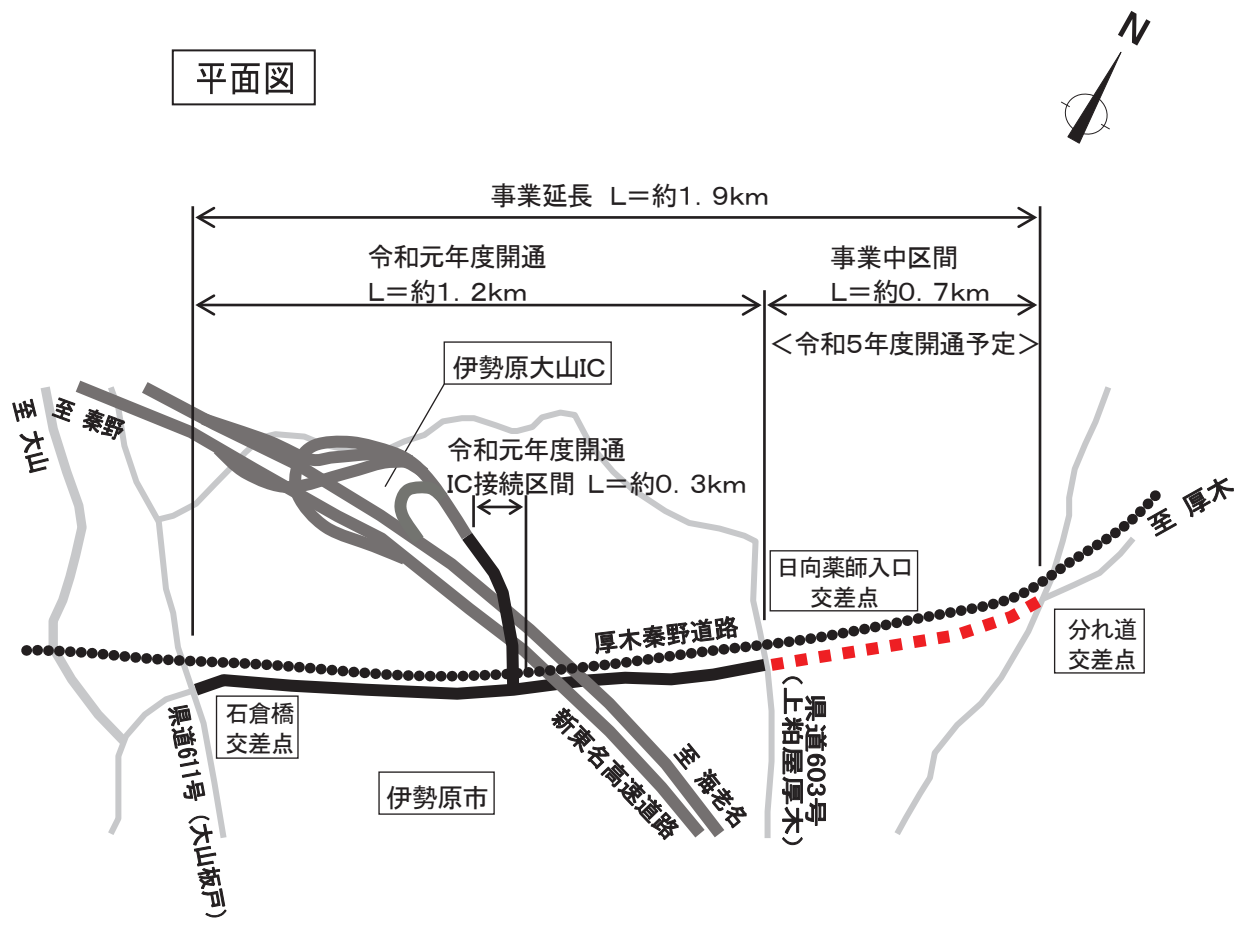 平面図
N
事業延長 L=約1．9km
令和元年度開通
L=約1．2km
事業中区間
L=約0．7km
＜令和5年度開通予定＞
伊勢原大山IC
至 大山
至 秦野
令和元年度開通
IC接続区間 L=約0．3km
至 厚木
日向薬師入口
交差点
厚木秦野道路
分れ道
交差点
石倉橋
交差点
県道611号（大山板戸）
伊勢原市
新東名高速道路
至 海老名
県道603号
（上粕屋厚木）